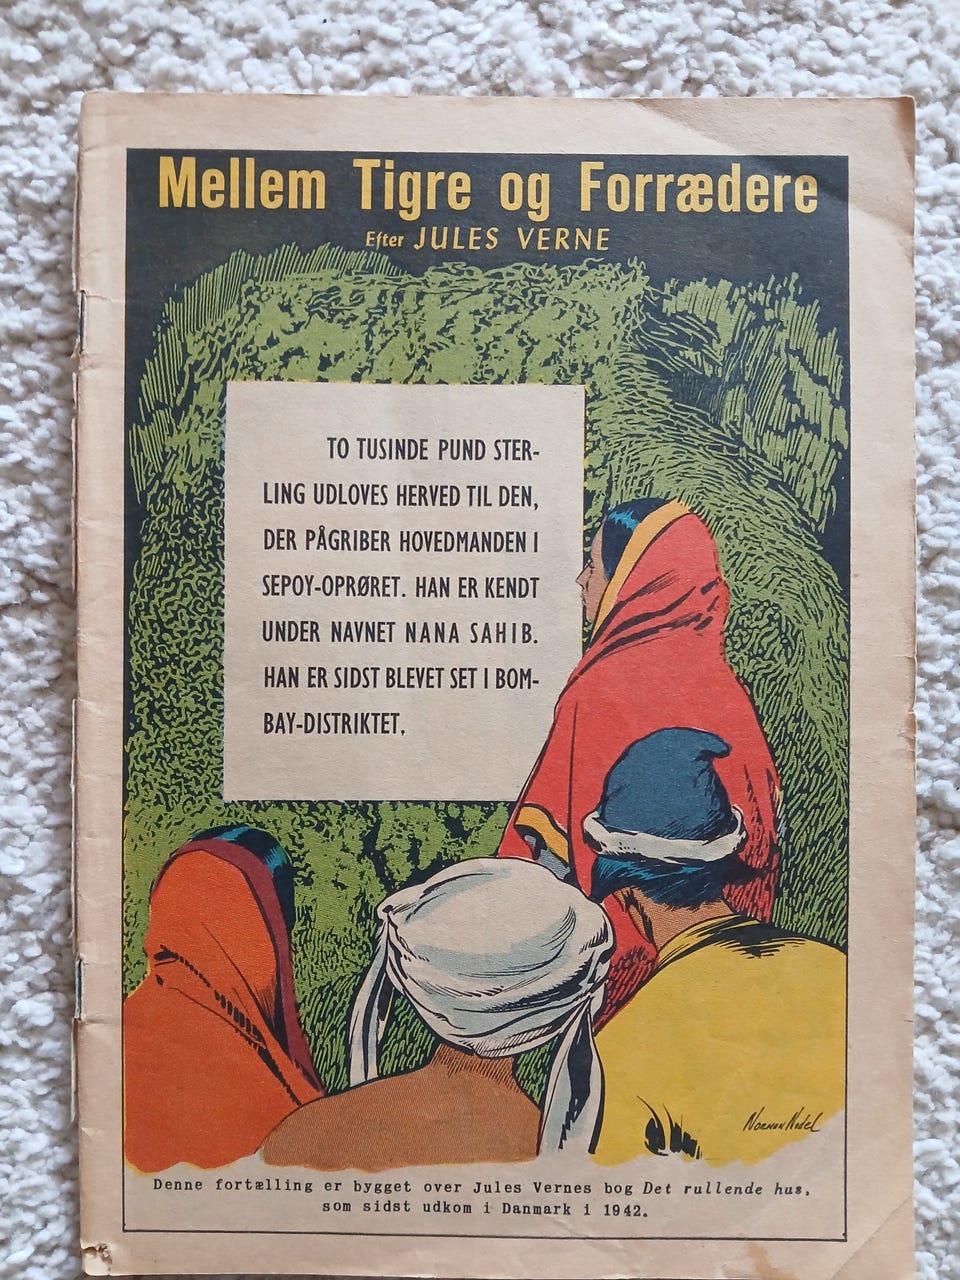 Mellem Tigre og Forrædere
Efter JULES VERNE
TO TUSINDE PUND STER-
LING UDLOVES HERVED TIL DEN,
DER PÅGRIBER HOVEDMANDEN I
SEPOY-OPRØRET. HAN ER KENDT
UNDER NAVNET NANA SAHIB.
HAN ER SIDST BLEVET SET I BOM-
BAY-DISTRIKTET.
Norman Nodel
Denne fortælling er bygget over Jules Vernes bog Det rullende hus,
som sidst udkom i Danmark i 1942.